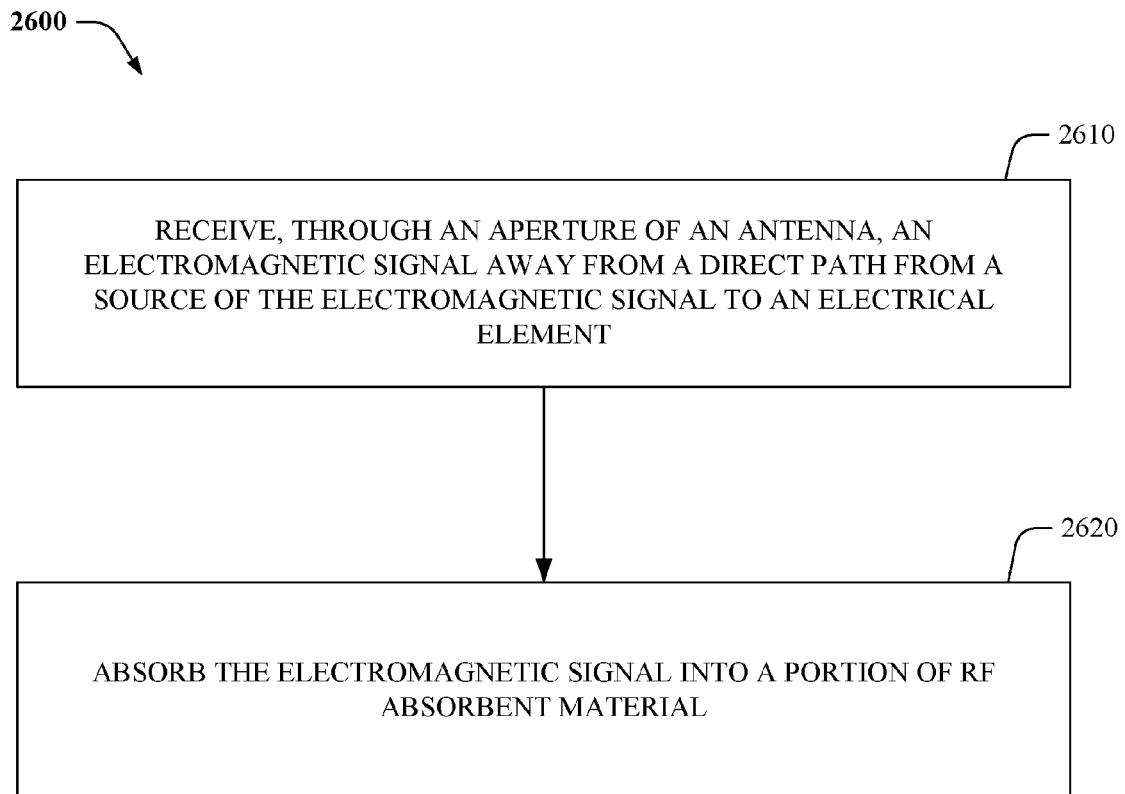 2600
2610
RECEIVE, THROUGH AN APERTURE OF AN ANTENNA, AN
ELECTROMAGNETIC SIGNAL AWAY FROM A DIRECT PATH FROM A
SOURCE OF THE ELECTROMAGNETIC SIGNAL TO AN ELECTRICAL
ELEMENT
2620
ABSORB THE ELECTROMAGNETIC SIGNAL INTO A PORTION OF RF
ABSORBENT MATERIAL